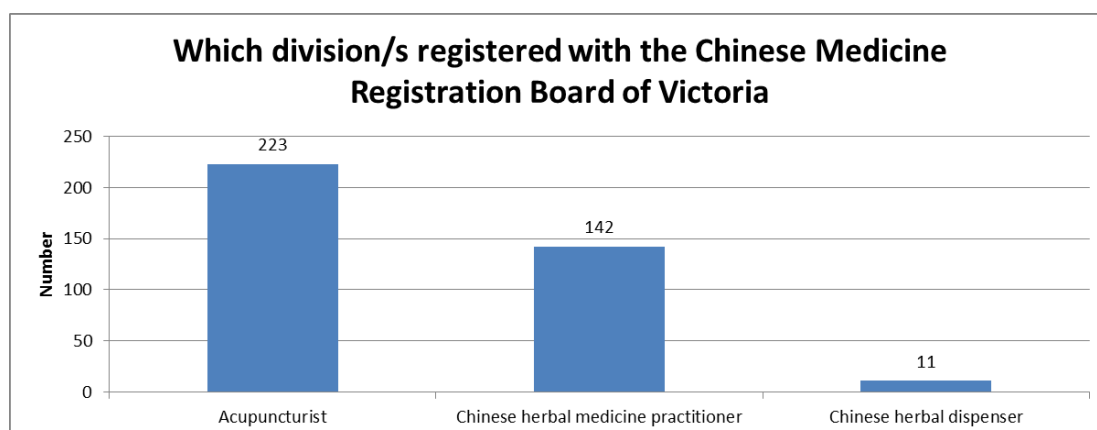 Which division/s registered with the Chinese Medicine
Registration Board of Victoria
250
200
150
100
50
0
Number
223
142
11
Acupuncturist
Chinese herbal medicine practitioner
Chinese herbal dispenser